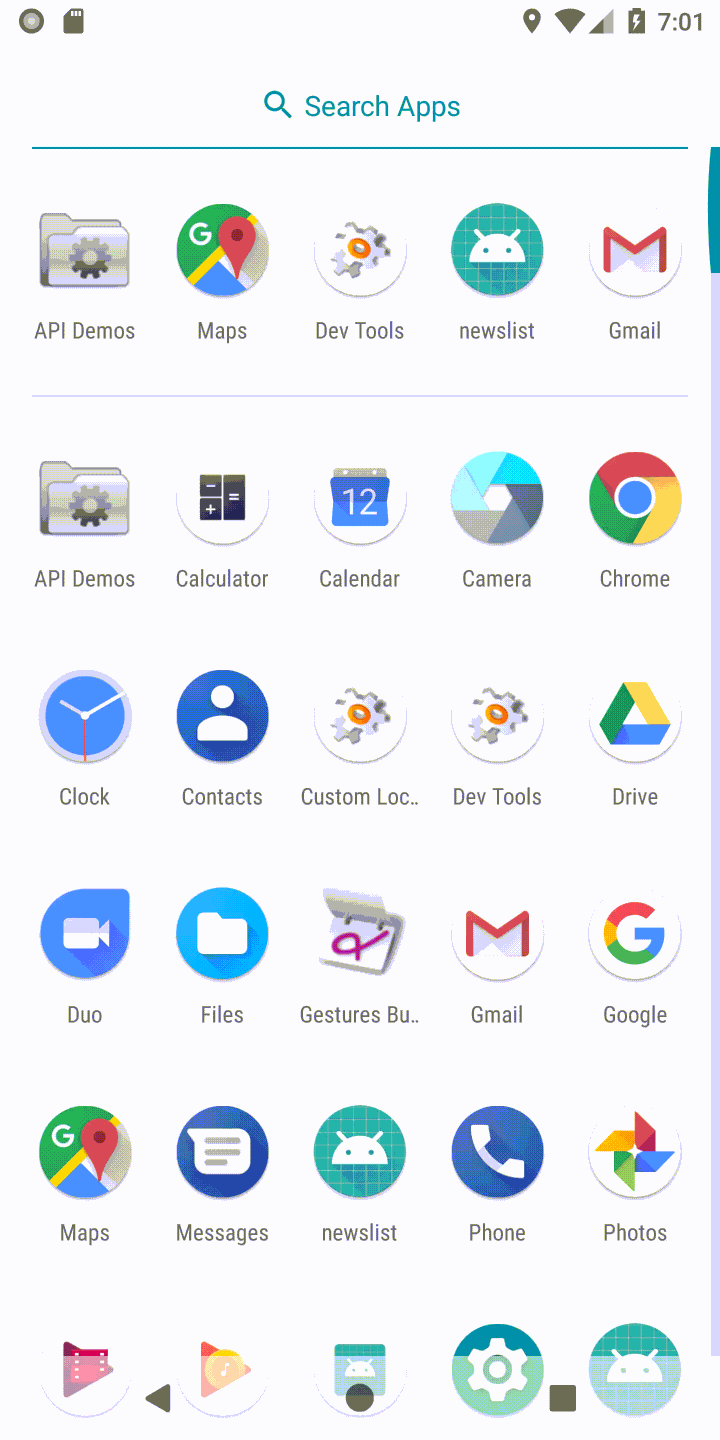 7:01
Search Apps
API Demos
Maps
Dev Tools
newslist
Gmail
API Demos
Calculator
12
Calendar
Camera
Chrome
Clock
Contacts
Custom Loc..
Dev Tools
Drive
Duo
Files
Gestures Bu..
Gmail
Google
Maps
Messages
newslist
Phone
Photos